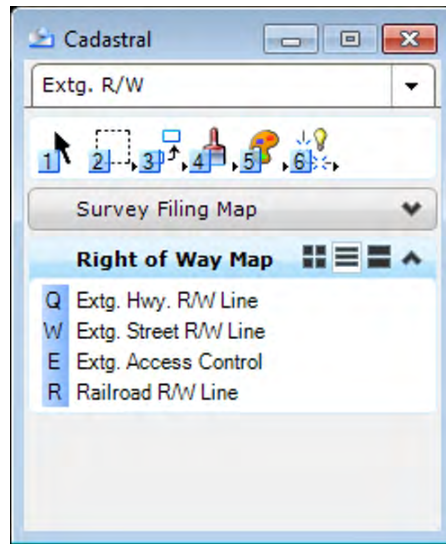 Cadastral
Extg. R/W
1 2 3 4 5 6
Survey Filing Map
Right of Way Map
Q Extg. Hwy. R/W Line
W Extg. Street R/W Line
E Extg. Access Control
R Railroad R/W Line